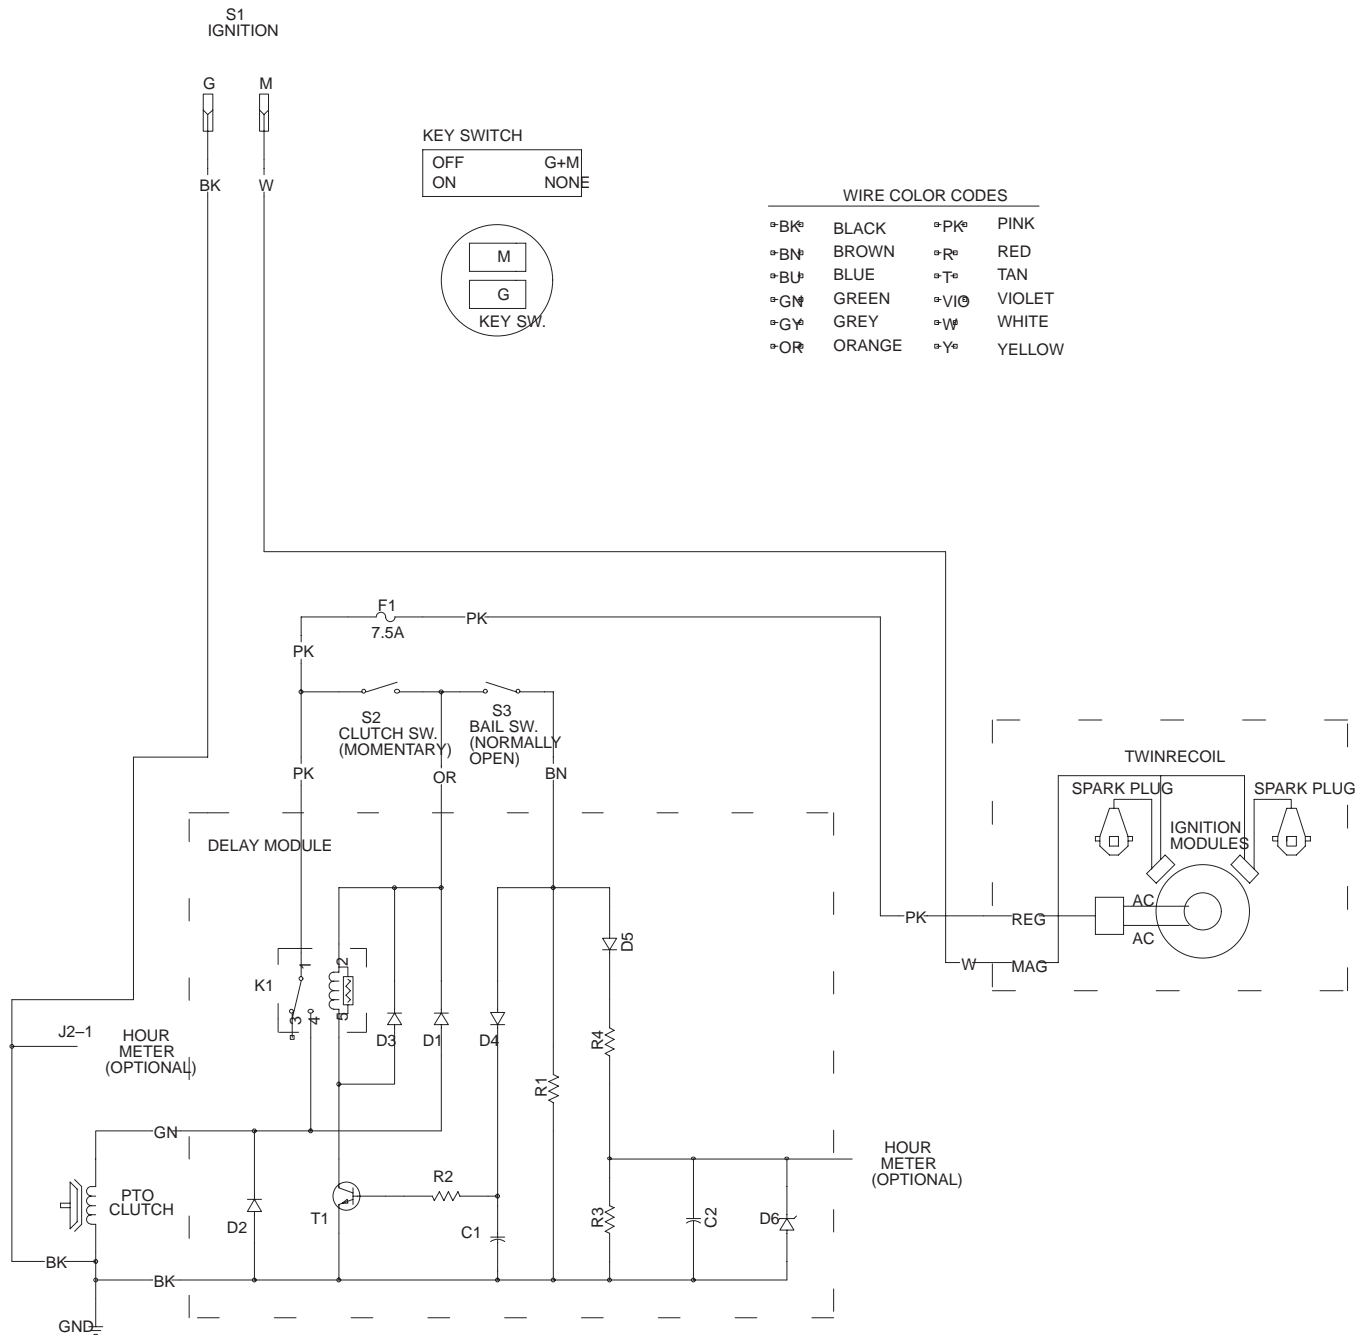 S1
IGNITION
G
M
BK
W
KEY SWITCH
OFF G+M
ON NONE
M
G
KEY SW.
WIRE COLOR CODES
BK BLACK PK PINK
BN BROWN R RED
BU BLUE T TAN
GN GREEN VIO VIOLET
GY GREY W WHITE
OR ORANGE Y YELLOW
F1
7.5A
PK
PK
S2
CLUTCH SW.
(MOMENTARY)
S3
BAIL SW.
(NORMALLY
OPEN)
PK
OR
BN
DELAY MODULE
TWINRECOIL
SPARK PLUG
SPARK PLUG
IGNITION
MODULES
AC
AC
PK
REG
W
MAG
K1
1
2
3
4
5
D3
D1
D4
D5
R4
R1
J2–1
HOUR
METER
(OPTIONAL)
GN
PTO
CLUTCH
D2
T1
R2
C1
R3
C2
D6
HOUR
METER
(OPTIONAL)
BK
BK
GND